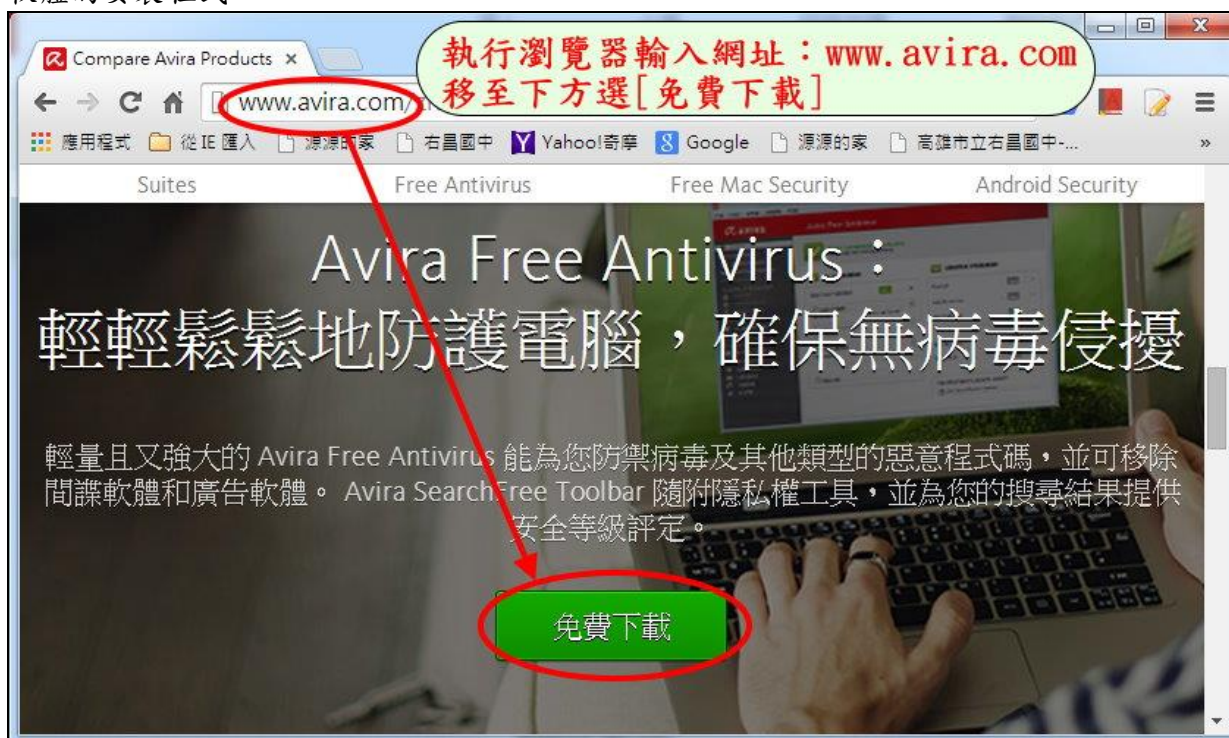 執行瀏覽器輸入網址：www.avira.com
移至下方選[免費下載]
Compare Avira Products
www.avira.com/
應用程式 從 IE 匯入 源源的家 右昌國中 Yahoo!奇摩 Google 源源的家 高雄市立右昌國中-... »
Suites Free Antivirus Free Mac Security Android Security
Avira Free Antivirus：
輕輕鬆鬆地防護電腦，確保無病毒侵擾
輕量且又強大的 Avira Free Antivirus 能為您防禦病毒及其他類型的惡意程式碼，並可移除
間諜軟體和廣告軟體。 Avira SearchFree Toolbar 隨附隱私權工具，並為您的搜尋結果提供
安全等級評定。
免費下載